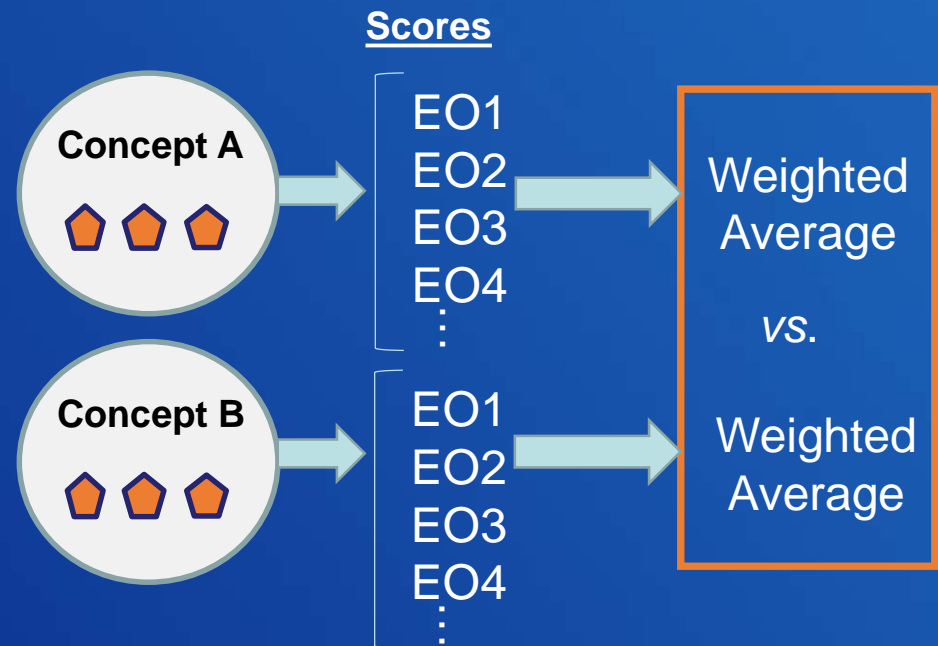 Scores
Concept A
EO1
EO2
EO3
EO4
⋮
Weighted
Average
vs.
Concept B
EO1
EO2
EO3
EO4
⋮
Weighted
Average